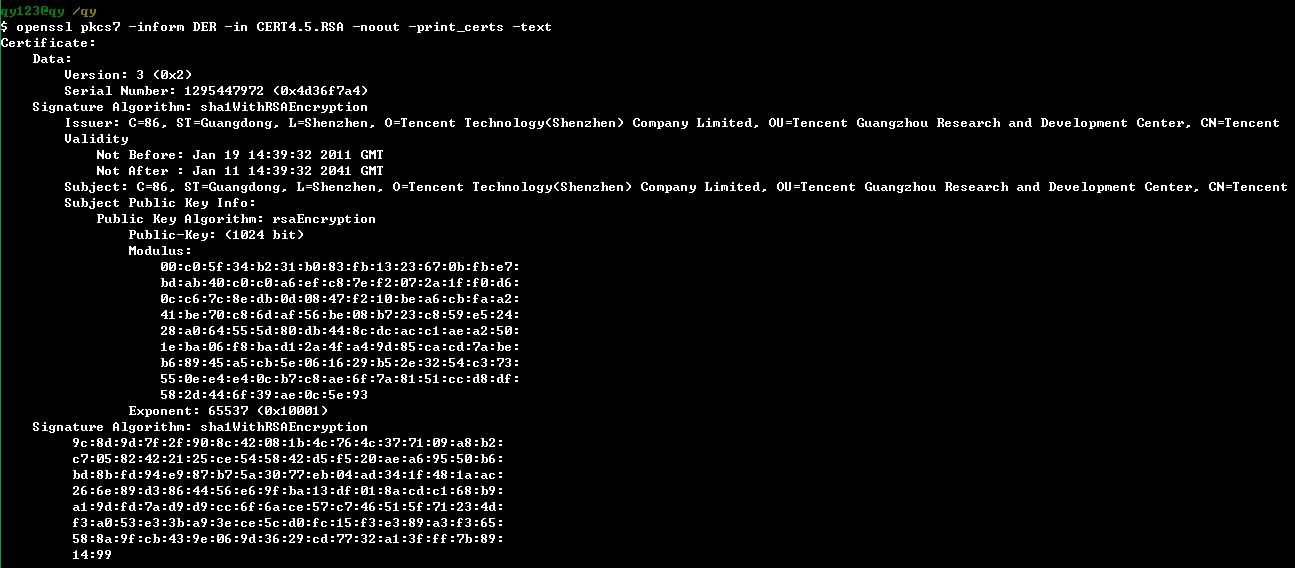 qy123@qy /qy
$ openssl pkcs7 -inform DER -in CERT4.5.RSA -noout -print_certs -text
Certificate:
    Data:
        Version: 3 (0x2)
        Serial Number: 1295447972 (0x4d36f7a4)
    Signature Algorithm: sha1WithRSAEncryption
        Issuer: C=86, ST=Guangdong, L=Shenzhen, O=Tencent Technology(Shenzhen) Company Limited, OU=Tencent Guangzhou Research and Development Center, CN=Tencent
        Validity
            Not Before: Jan 19 14:39:32 2011 GMT
            Not After : Jan 11 14:39:32 2041 GMT
        Subject: C=86, ST=Guangdong, L=Shenzhen, O=Tencent Technology(Shenzhen) Company Limited, OU=Tencent Guangzhou Research and Development Center, CN=Tencent
        Subject Public Key Info:
            Public Key Algorithm: rsaEncryption
                Public-Key: (1024 bit)
                Modulus:
                    00:c0:5f:34:b2:31:b0:83:fb:13:23:67:0b:fb:e7:
                    bd:ab:40:c0:c0:a6:ef:c8:7e:f2:07:2a:1f:f0:d6:
                    0c:c6:7c:8e:db:0d:08:47:f2:10:be:a6:cb:fa:a2:
                    41:be:70:c8:6d:af:56:be:08:b7:23:c8:59:e5:24:
                    28:a0:64:55:5d:80:db:44:8c:dc:ac:c1:ae:a2:50:
                    1e:ba:06:f8:ba:d1:2a:4f:a4:9d:85:ca:cd:7a:be:
                    b6:89:45:a5:cb:5e:06:16:29:b5:2e:32:54:c3:73:
                    55:0e:e4:e4:0c:b7:c8:ae:6f:7a:81:51:cc:d8:df:
                    58:2d:44:6f:39:ae:0c:5e:93
                Exponent: 65537 (0x10001)
    Signature Algorithm: sha1WithRSAEncryption
         9c:8d:9d:7f:2f:90:8c:42:08:1b:4c:76:4c:37:71:09:a8:b2:
         c7:05:82:42:21:25:ce:54:58:42:d5:f5:20:ae:a6:95:50:b6:
         bd:8b:fd:94:e9:87:b7:5a:30:77:eb:04:ad:34:1f:48:1a:ac:
         26:6e:89:d3:86:44:56:e6:9f:ba:13:df:01:8a:cd:c1:68:b9:
         a1:9d:fd:7a:d9:d9:cc:6f:6a:ce:57:c7:46:51:5f:71:23:4d:
         f3:a0:53:e3:3b:a9:3e:ce:5c:d0:fc:15:f3:e3:89:a3:f3:65:
         58:8a:9f:cb:43:9e:06:9d:36:29:cd:77:32:a1:3f:ff:7b:89:
         14:99